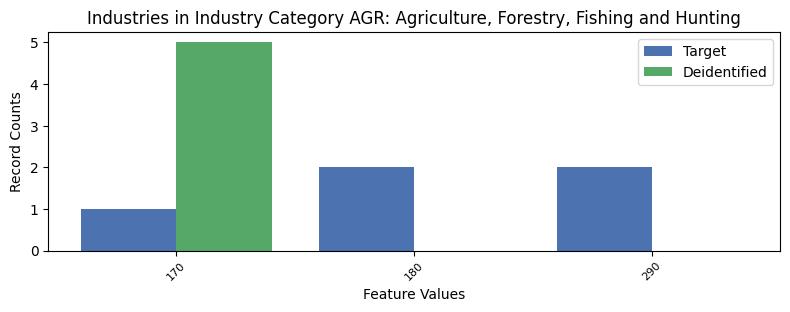 Industries in Industry Category AGR: Agriculture, Forestry, Fishing and Hunting
Target
Deidentified
Record Counts
5
4
3
2
1
0
170
180
290
Feature Values